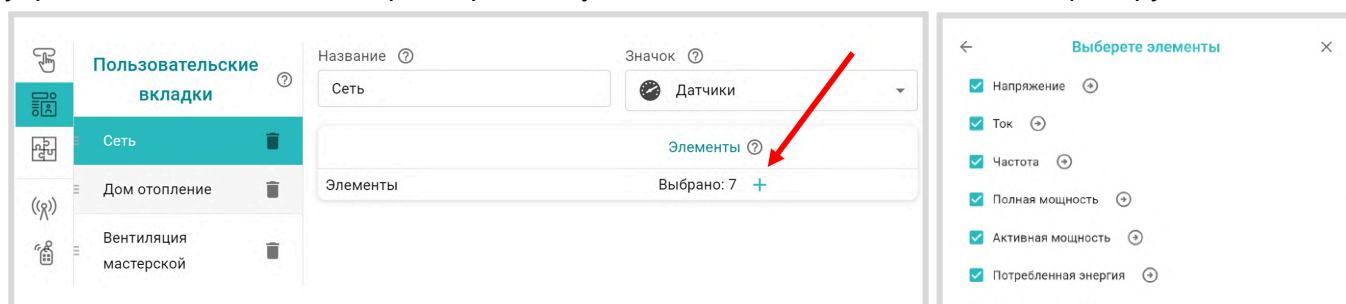 Пользовательские
вкладки
Сеть
Дом отопление
Вентиляция
мастерской
Название
Значок
Сеть
Датчики
Элементы
Элементы
Выбрано: 7 +
Выберете элементы
Напряжение
Ток
Частота
Полная мощность
Активная мощность
Потребленная энергия